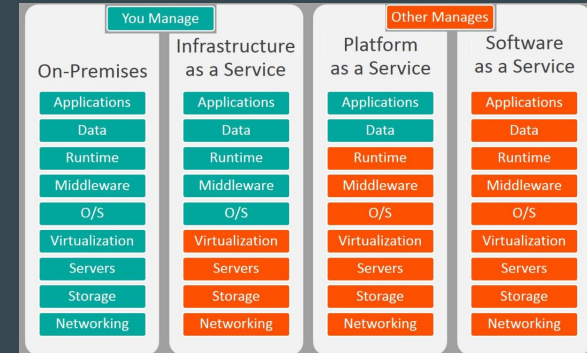 You Manage
Other Manages
On-Premises
Applications
Data
Runtime
Middleware
O/S
Virtualization
Servers
Storage
Networking
Infrastructure
as a Service
Applications
Data
Runtime
Middleware
O/S
Virtualization
Servers
Storage
Networking
Platform
as a Service
Applications
Data
Runtime
Middleware
O/S
Virtualization
Servers
Storage
Networking
Software
as a Service
Applications
Data
Runtime
Middleware
O/S
Virtualization
Servers
Storage
Networking